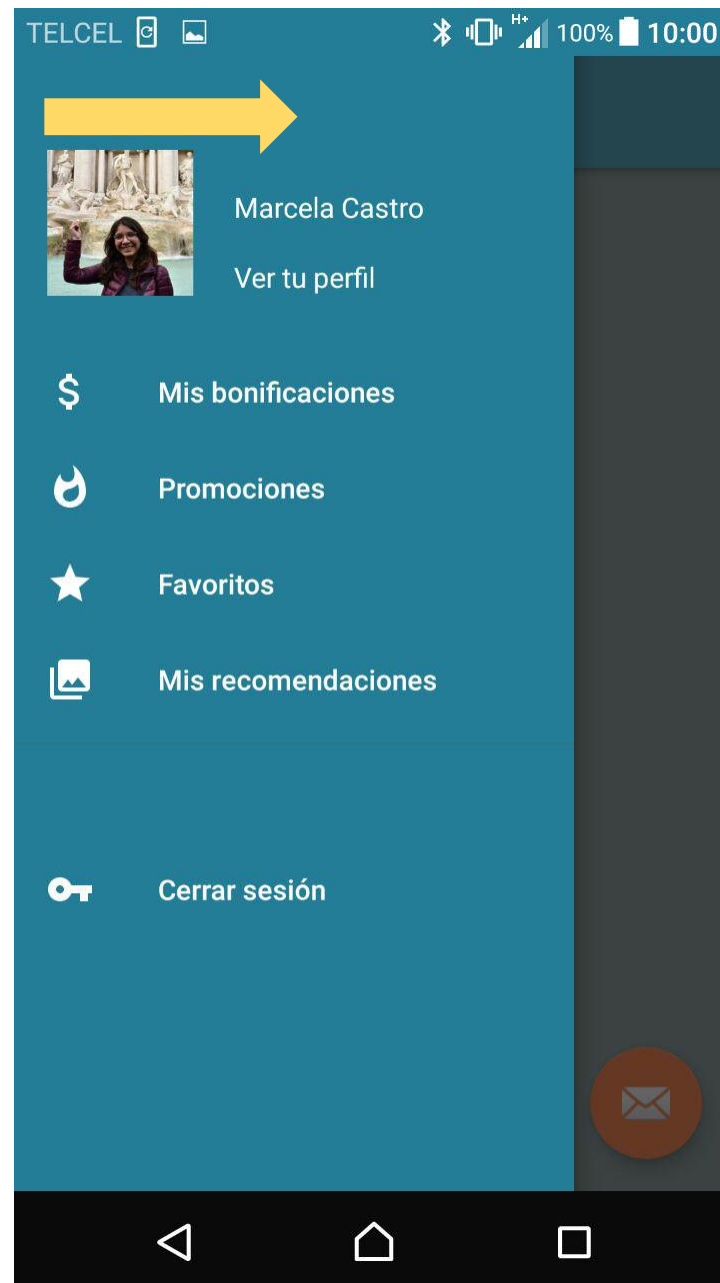 TELCEL H+ 100% 10:00
Marcela Castro
Ver tu perfil
$ Mis bonificaciones
Promociones
Favoritos
Mis recomendaciones
Cerrar sesión